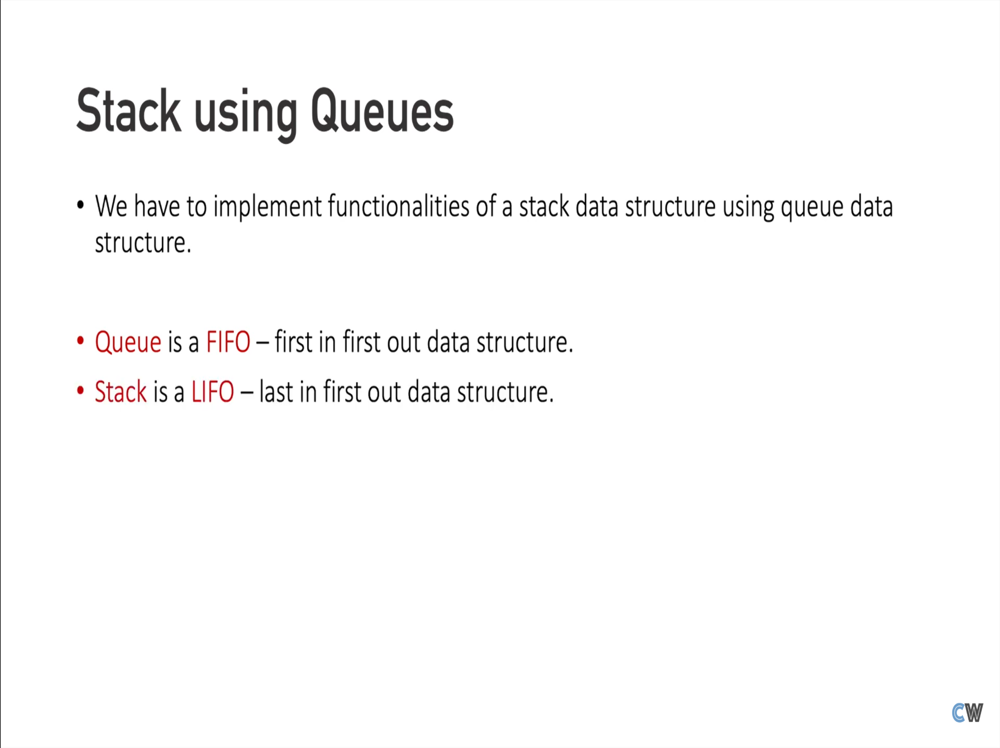 Stack using Queues
• We have to implement functionalities of a stack data structure using queue data
structure.
• Queue is a FIFO – first in first out data structure.
• Stack is a LIFO – last in first out data structure.
CW